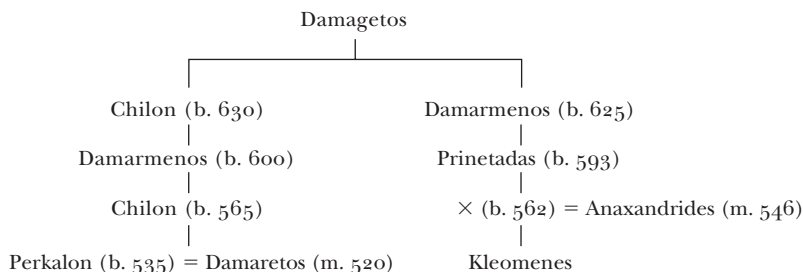 Damagetos
Chilon (b. 630) Damarmenos (b. 625)
Damarmenos (b. 600) Prinetadas (b. 593)
Chilon (b. 565) × (b. 562) = Anaxandrides (m. 546)
Perkalon (b. 535) = Damaretos (m. 520) Kleomenes